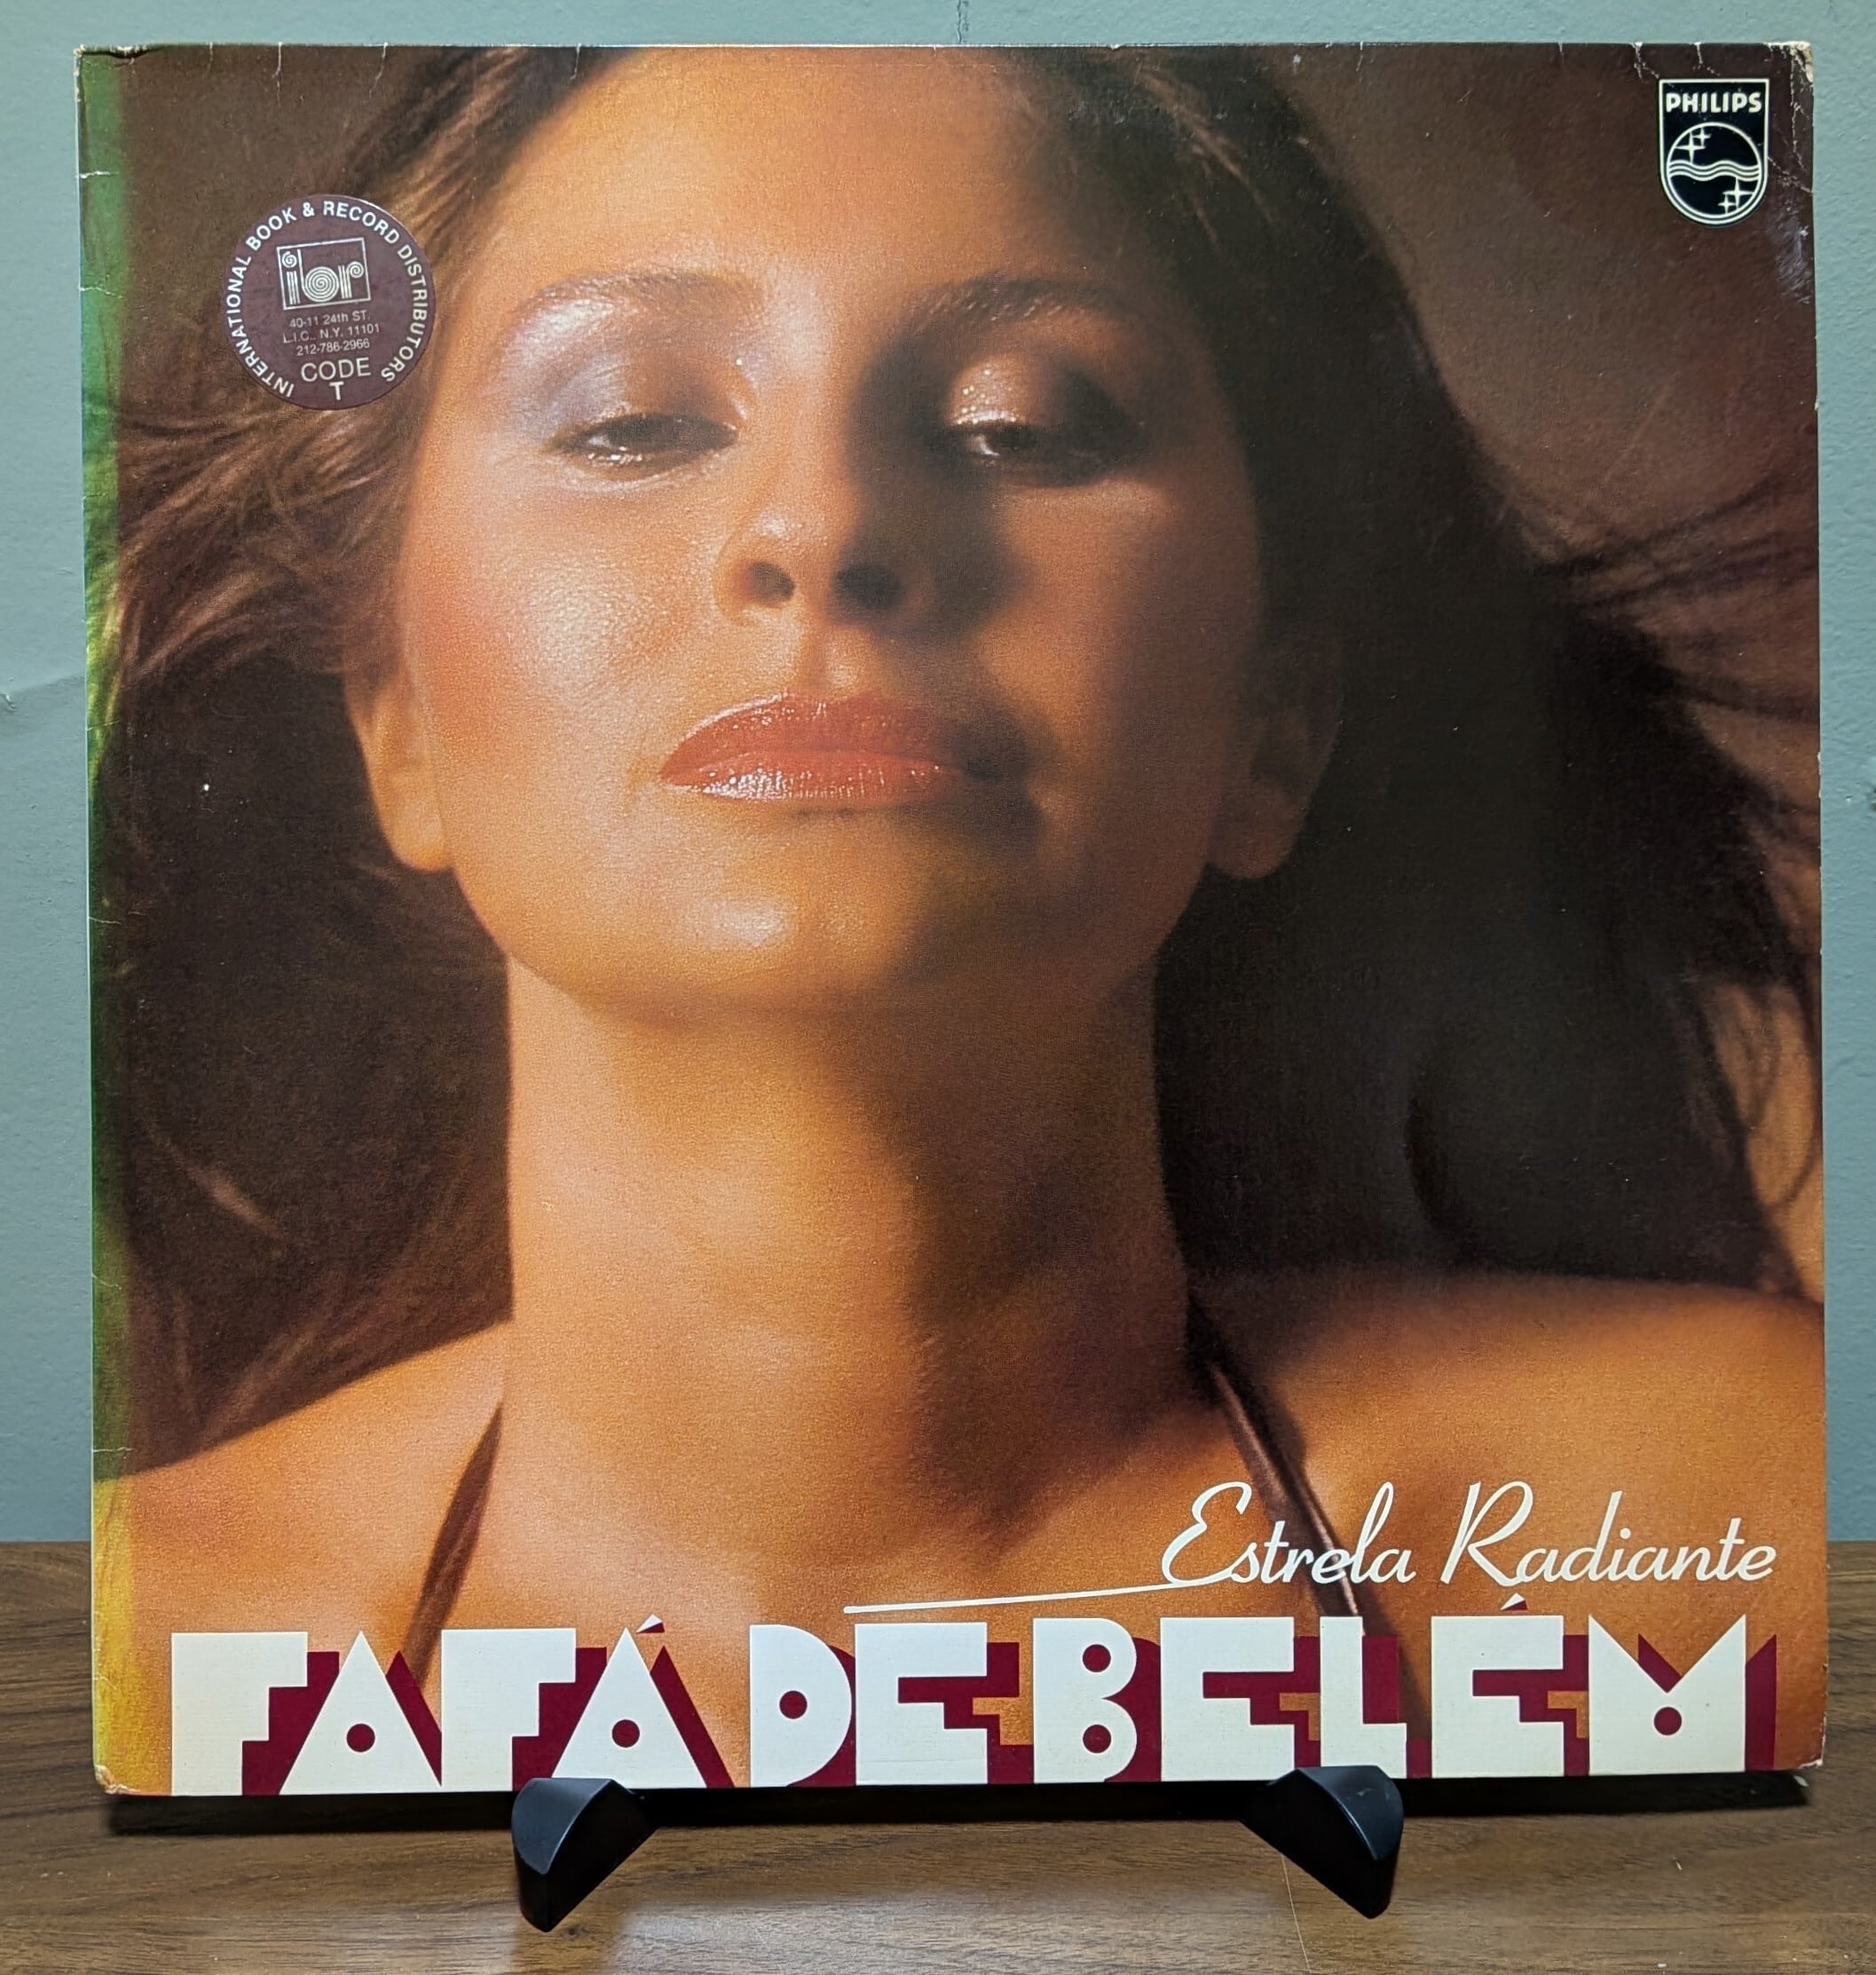 PHILIPS
INTERNATIONAL BOOK & RECORD DISTRIBUTORS
ibr
40-11 24th ST.
L.I.C., N.Y. 11101
212-786-2966
CODE
T
Estrela Radiante
FAFÁ DE BELÉM